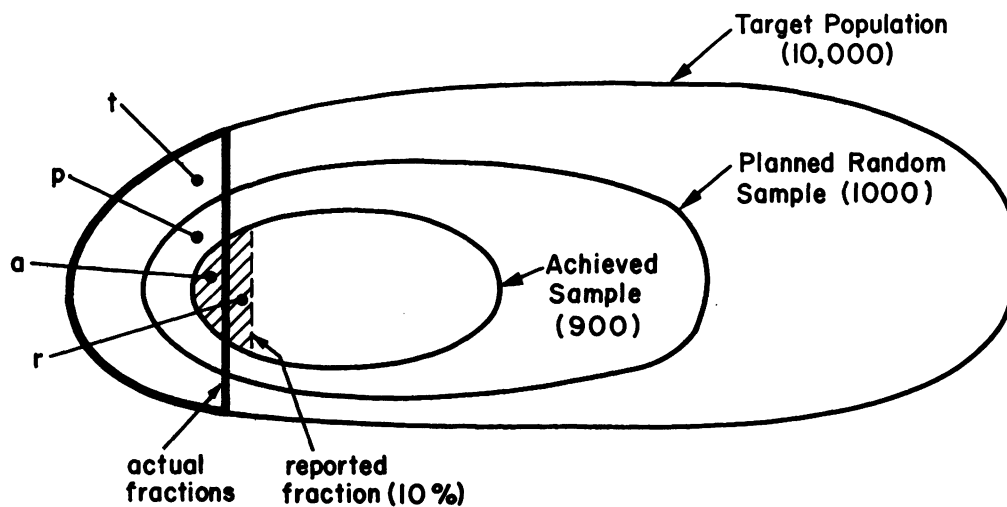 Target Population
(10,000)
t
p
Planned Random
Sample (1000)
a
Achieved
Sample
(900)
r
actual
fractions
reported
fraction (10%)